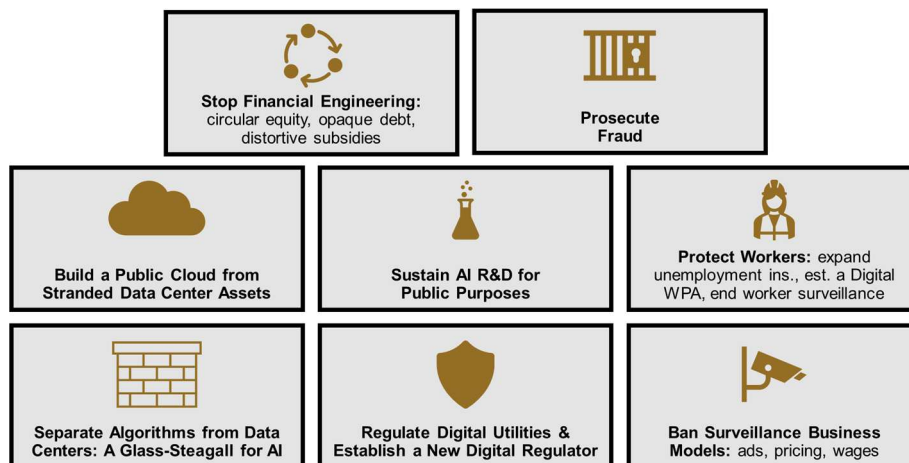 Stop Financial Engineering:
circular equity, opaque debt,
distortive subsidies
Prosecute
Fraud
Build a Public Cloud from
Stranded Data Center Assets
Sustain AI R&D for
Public Purposes
Protect Workers: expand
unemployment ins., est. a Digital
WPA, end worker surveillance
Separate Algorithms from Data
Centers: A Glass-Steagall for AI
Regulate Digital Utilities &
Establish a New Digital Regulator
Ban Surveillance Business
Models: ads, pricing, wages